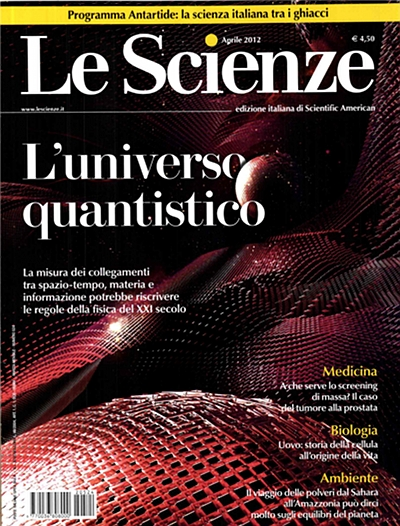 Programma Antartide: la scienza italiana tra i ghiacci
Aprile 2012
€ 4,50
Le Scienze
www.lescienze.it
edizione italiana di Scientific American
L'universo
quantistico
La misura dei collegamenti
tra spazio-tempo, materia e
informazione potrebbe riscrivere
le regole della fisica del XXI secolo
Medicina
A che serve lo screening
di massa? Il caso
del tumore alla prostata
Biologia
Uovo: storia della cellula
all'origine della vita
Ambiente
Il viaggio delle polveri dal Sahara
all'Amazzonia può dirci
molto sugli equilibri del pianeta